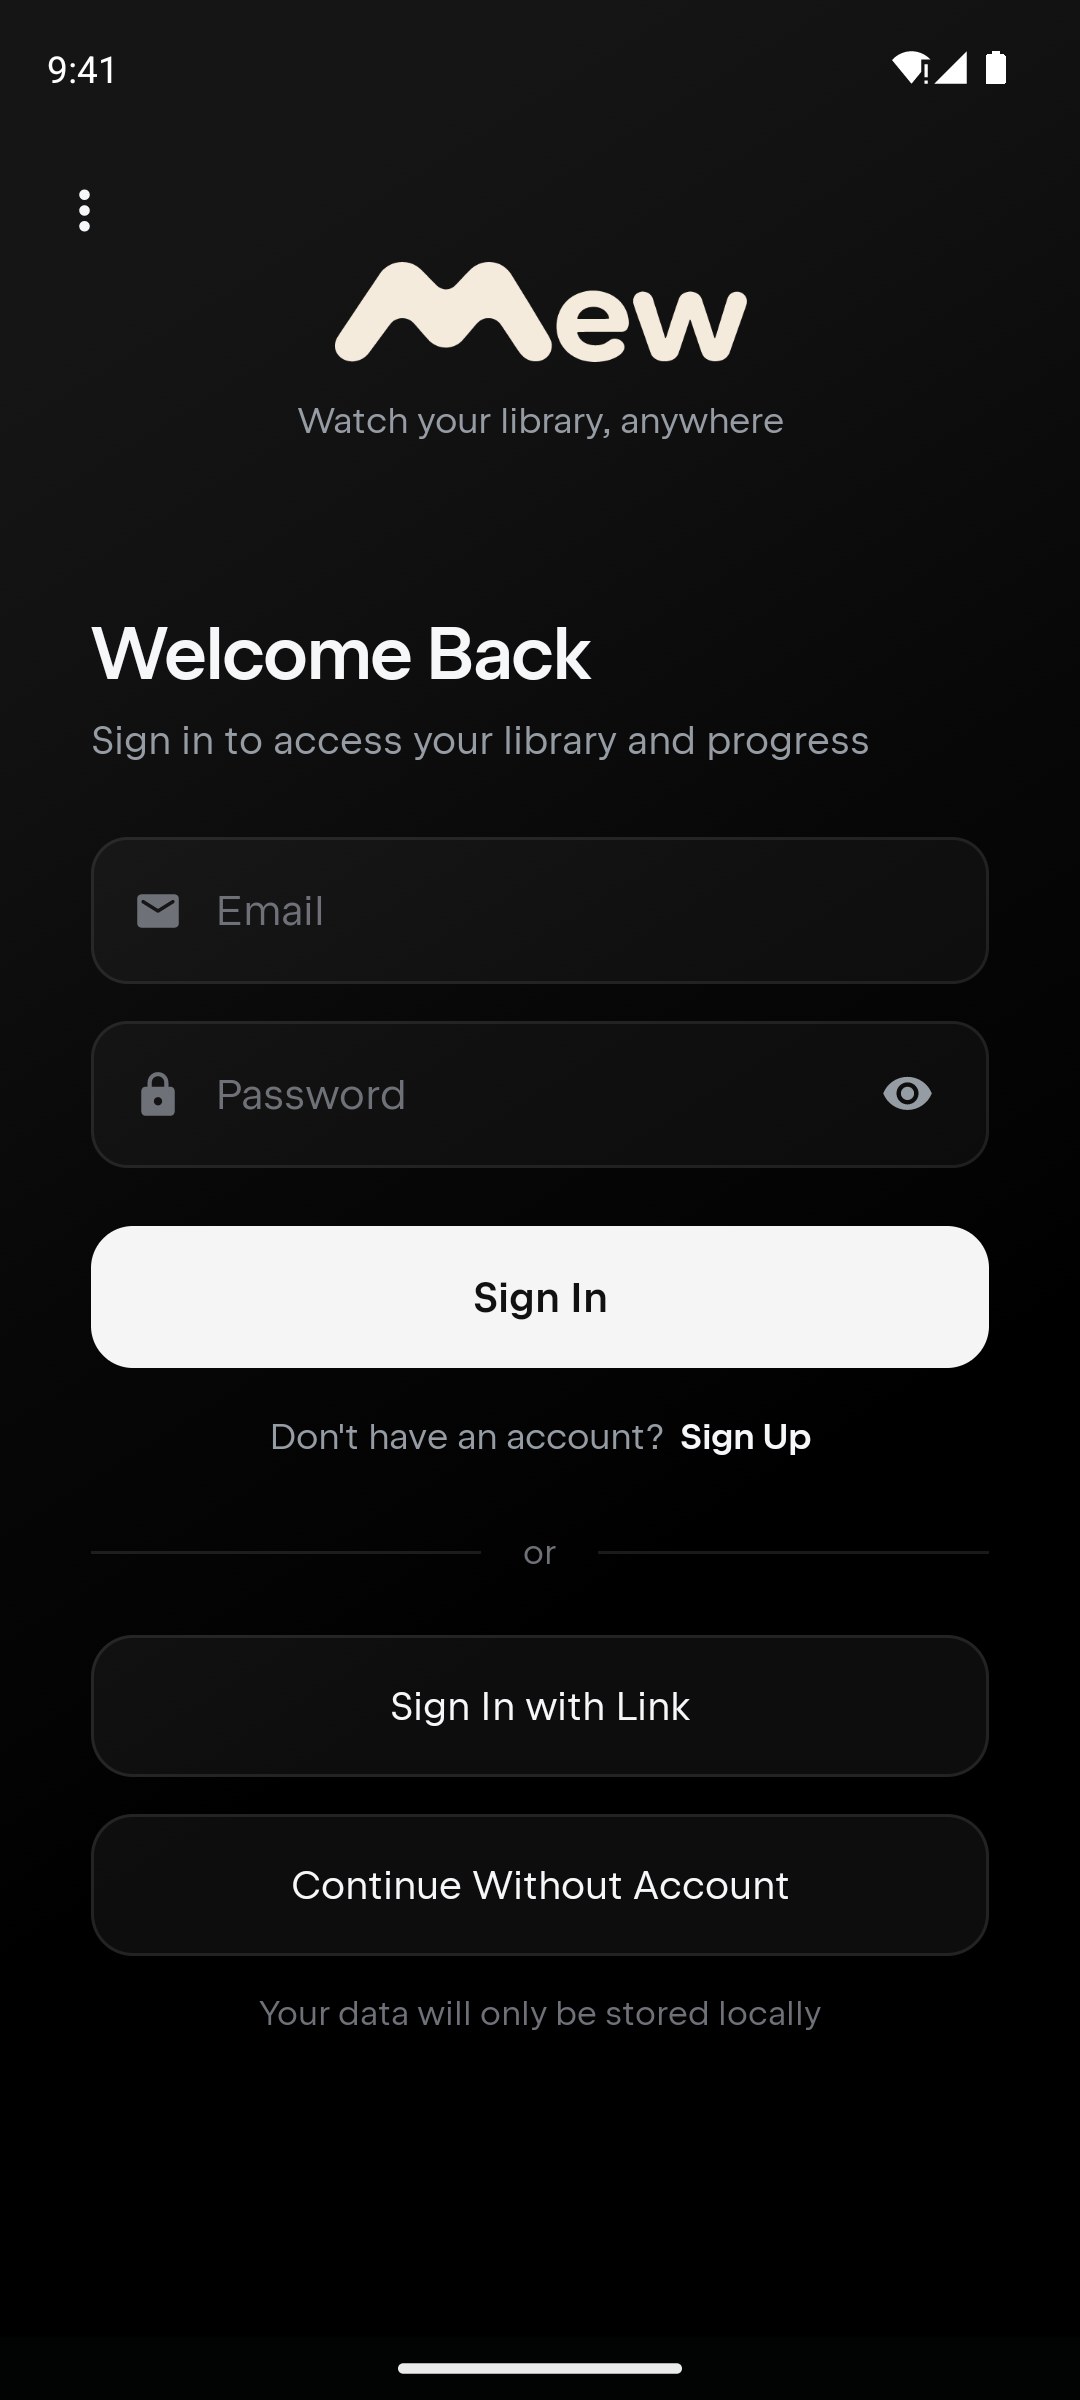 9:41
Mew
Watch your library, anywhere
Welcome Back
Sign in to access your library and progress
Email
Password
Sign In
Don't have an account? Sign Up
or
Sign In with Link
Continue Without Account
Your data will only be stored locally